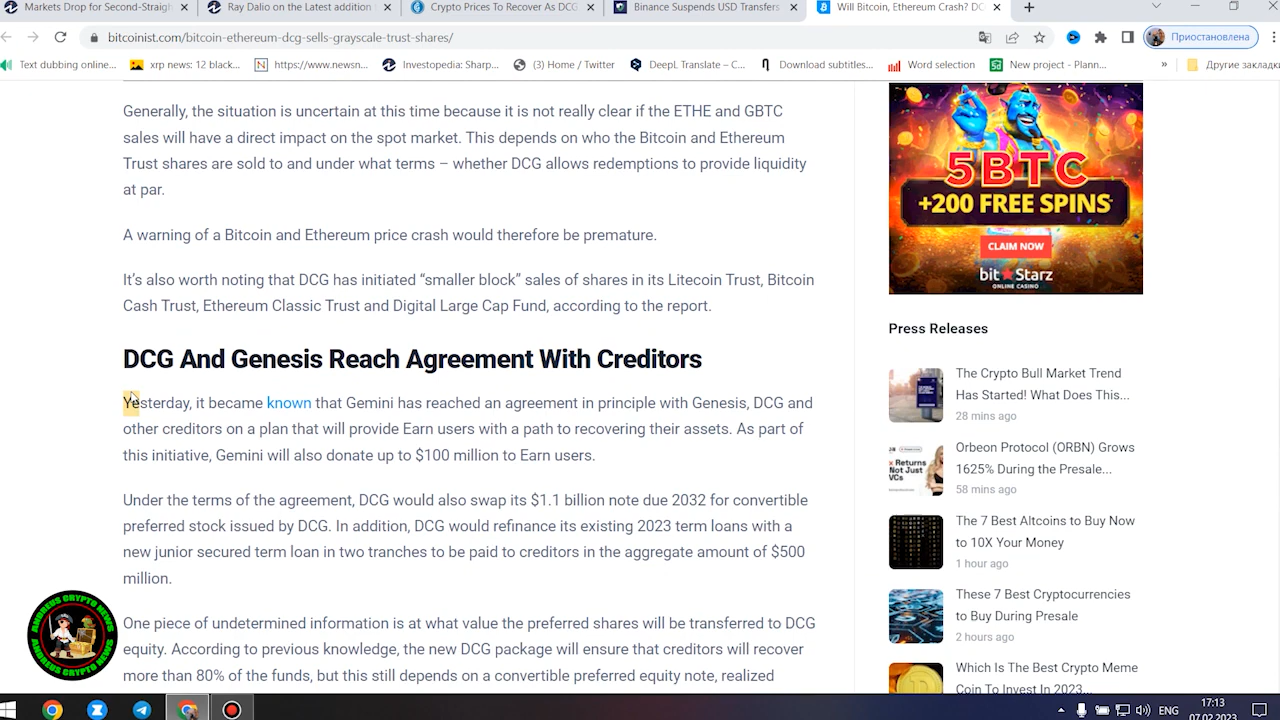 Markets Drop for Second-Straigh
Ray Dalio on the Latest addition
Crypto Prices To Recover As DCG
Binance Suspends USD Transfers
Will Bitcoin, Ethereum Crash? DC
bitcoinist.com/bitcoin-ethereum-dcg-sells-grayscale-trust-shares/
Приостановлена
Text dubbing online...
xrp news: 12 black...
https://www.newsn...
Investopedia: Sharp...
(3) Home / Twitter
DeepL Translate – C...
Download subtitles...
Word selection
New project - Plann...
»
Другие закладки
Generally, the situation is uncertain at this time because it is not really clear if the ETHE and GBTC
sales will have a direct impact on the spot market. This depends on who the Bitcoin and Ethereum
Trust shares are sold to and under what terms – whether DCG allows redemptions to provide liquidity
at par.
A warning of a Bitcoin and Ethereum price crash would therefore be premature.
It's also worth noting that DCG has initiated “smaller block” sales of shares in its Litecoin Trust, Bitcoin
Cash Trust, Ethereum Classic Trust and Digital Large Cap Fund, according to the report.
DCG And Genesis Reach Agreement With Creditors
Yesterday, it became known that Gemini has reached an agreement in principle with Genesis, DCG and
other creditors on a plan that will provide Earn users with a path to recovering their assets. As part of
this initiative, Gemini will also donate up to $100 million to Earn users.
Under the terms of the agreement, DCG would also swap its $1.1 billion note due 2032 for convertible
preferred stock issued by DCG. In addition, DCG would refinance its existing 2023 term loans with a
new junior secured term loan in two tranches to be paid to creditors in the aggregate amount of $500
million.
One piece of undetermined information is at what value the preferred shares will be transferred to DCG
equity. According to previous knowledge, the new DCG package will ensure that creditors will recover
more than 80% of the funds, but this still depends on a convertible preferred equity note, realized
5BTC
+200 FREE SPINS
CLAIM NOW
bitStarz
ONLINE CASINO
Press Releases
The Crypto Bull Market Trend
Has Started! What Does This...
28 mins ago
Orbeon Protocol (ORBN) Grows
1625% During the Presale...
58 mins ago
x Returns
Not Just
VCs
The 7 Best Altcoins to Buy Now
to 10X Your Money
1 hour ago
These 7 Best Cryptocurrencies
to Buy During Presale
2 hours ago
Which Is The Best Crypto Meme
Coin To Invest In 2023...
ANDREUS CRYPTO NEWS
ANDREUS CRYPTO NEWS
ENG
17:13
07.02.2023